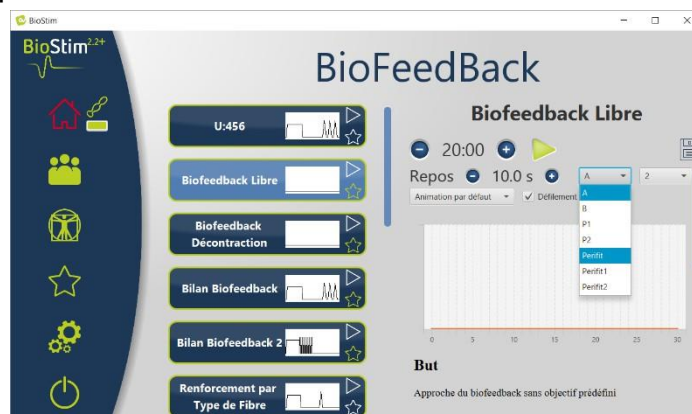 BioStim
BioStim 2.2+
BioFeedBack
U:456
Biofeedback Libre
Biofeedback
Décontraction
Bilan Biofeedback
Bilan Biofeedback 2
Renforcement par
Type de Fibre
Biofeedback Libre
20:00
Repos 10.0 s A 2
Animation par défaut Défilement
A
B
P1
P2
Perifit
Perifit1
Perifit2
0 5 10 15 20 25 30
But
Approche du biofeedback sans objectif prédéfini